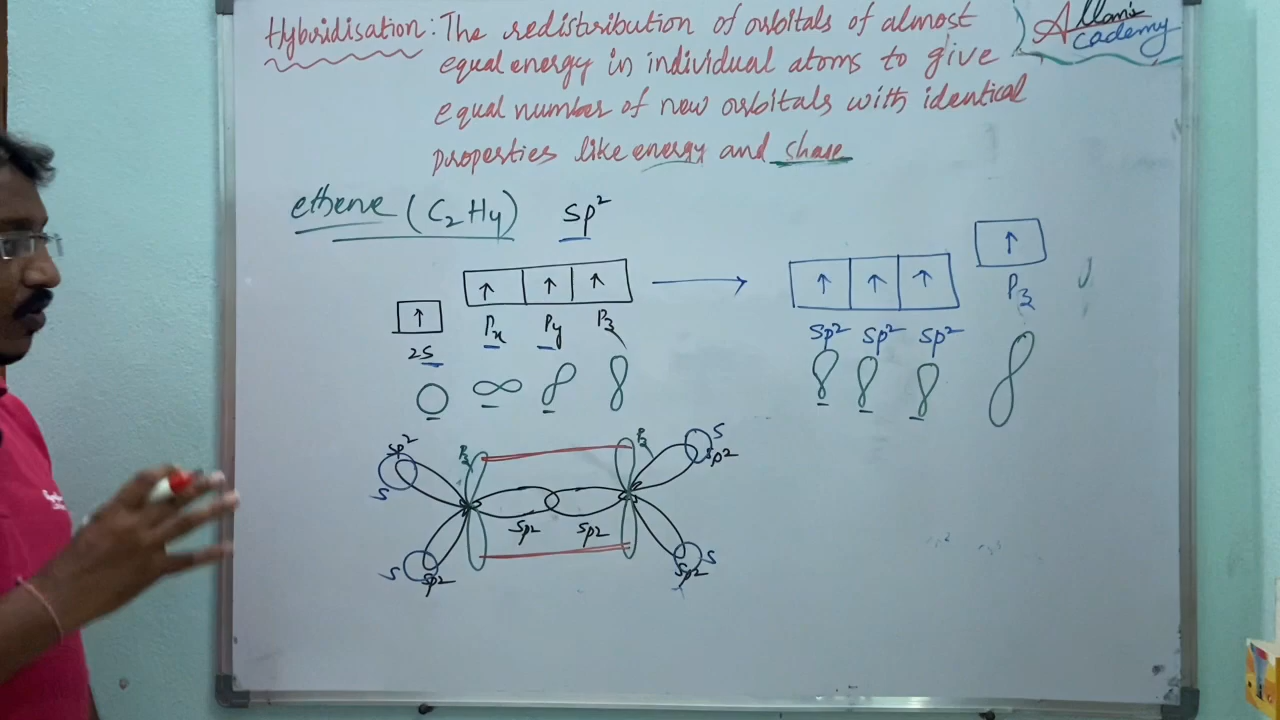 Hybridisation: The redistribution of orbitals of almost
equal energy in individual atoms to give
equal number of new orbitals with identical
properties like energy and shape
Allam's
Academy
ethene (C2H4) sp²
↑ ↑ ↑ ↑ → ↑ ↑ ↑ ↑
2s Px Py Pz sp² sp² sp² Pz
sp² Pz Pz s
s sp²
sp2 sp2
s sp2 sp2 s